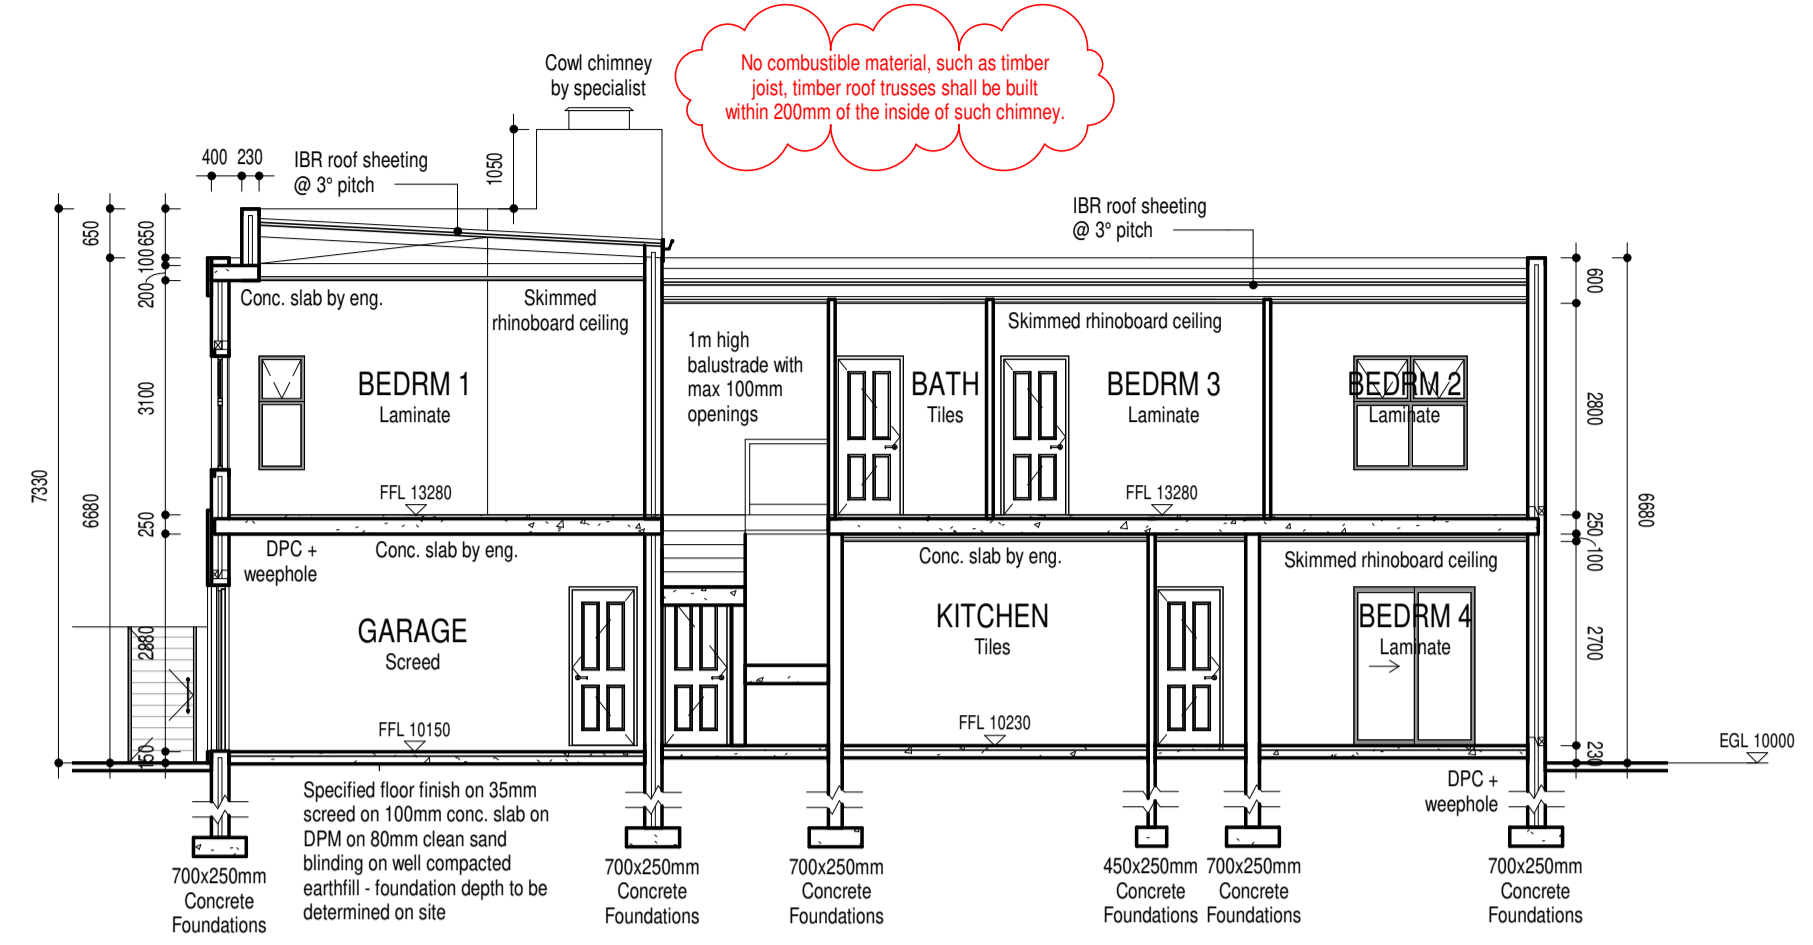 Cowl chimney
by specialist
No combustible material, such as timber
joist, timber roof trusses shall be built
within 200mm of the inside of such chimney.
400
230
IBR roof sheeting
@ 3° pitch
1050
IBR roof sheeting
@ 3° pitch
650
650
100
200
600
Conc. slab by eng.
Skimmed
rhinoboard ceiling
Skimmed rhinoboard ceiling
1m high
balustrade with
max 100mm
openings
BEDRM 1
Laminate
BATH
Tiles
BEDRM 3
Laminate
BEDRM 2
Laminate
3100
2800
7330
6680
6680
FFL 13280
FFL 13280
250
250
100
DPC +
weephole
Conc. slab by eng.
Conc. slab by eng.
Skimmed rhinoboard ceiling
GARAGE
Screed
KITCHEN
Tiles
BEDRM 4
Laminate
2880
2700
FFL 10150
FFL 10230
150
230
EGL 10000
DPC +
weephole
Specified floor finish on 35mm
screed on 100mm conc. slab on
DPM on 80mm clean sand
blinding on well compacted
earthfill - foundation depth to be
determined on site
700x250mm
Concrete
Foundations
700x250mm
Concrete
Foundations
700x250mm
Concrete
Foundations
450x250mm
Concrete
Foundations
700x250mm
Concrete
Foundations
700x250mm
Concrete
Foundations